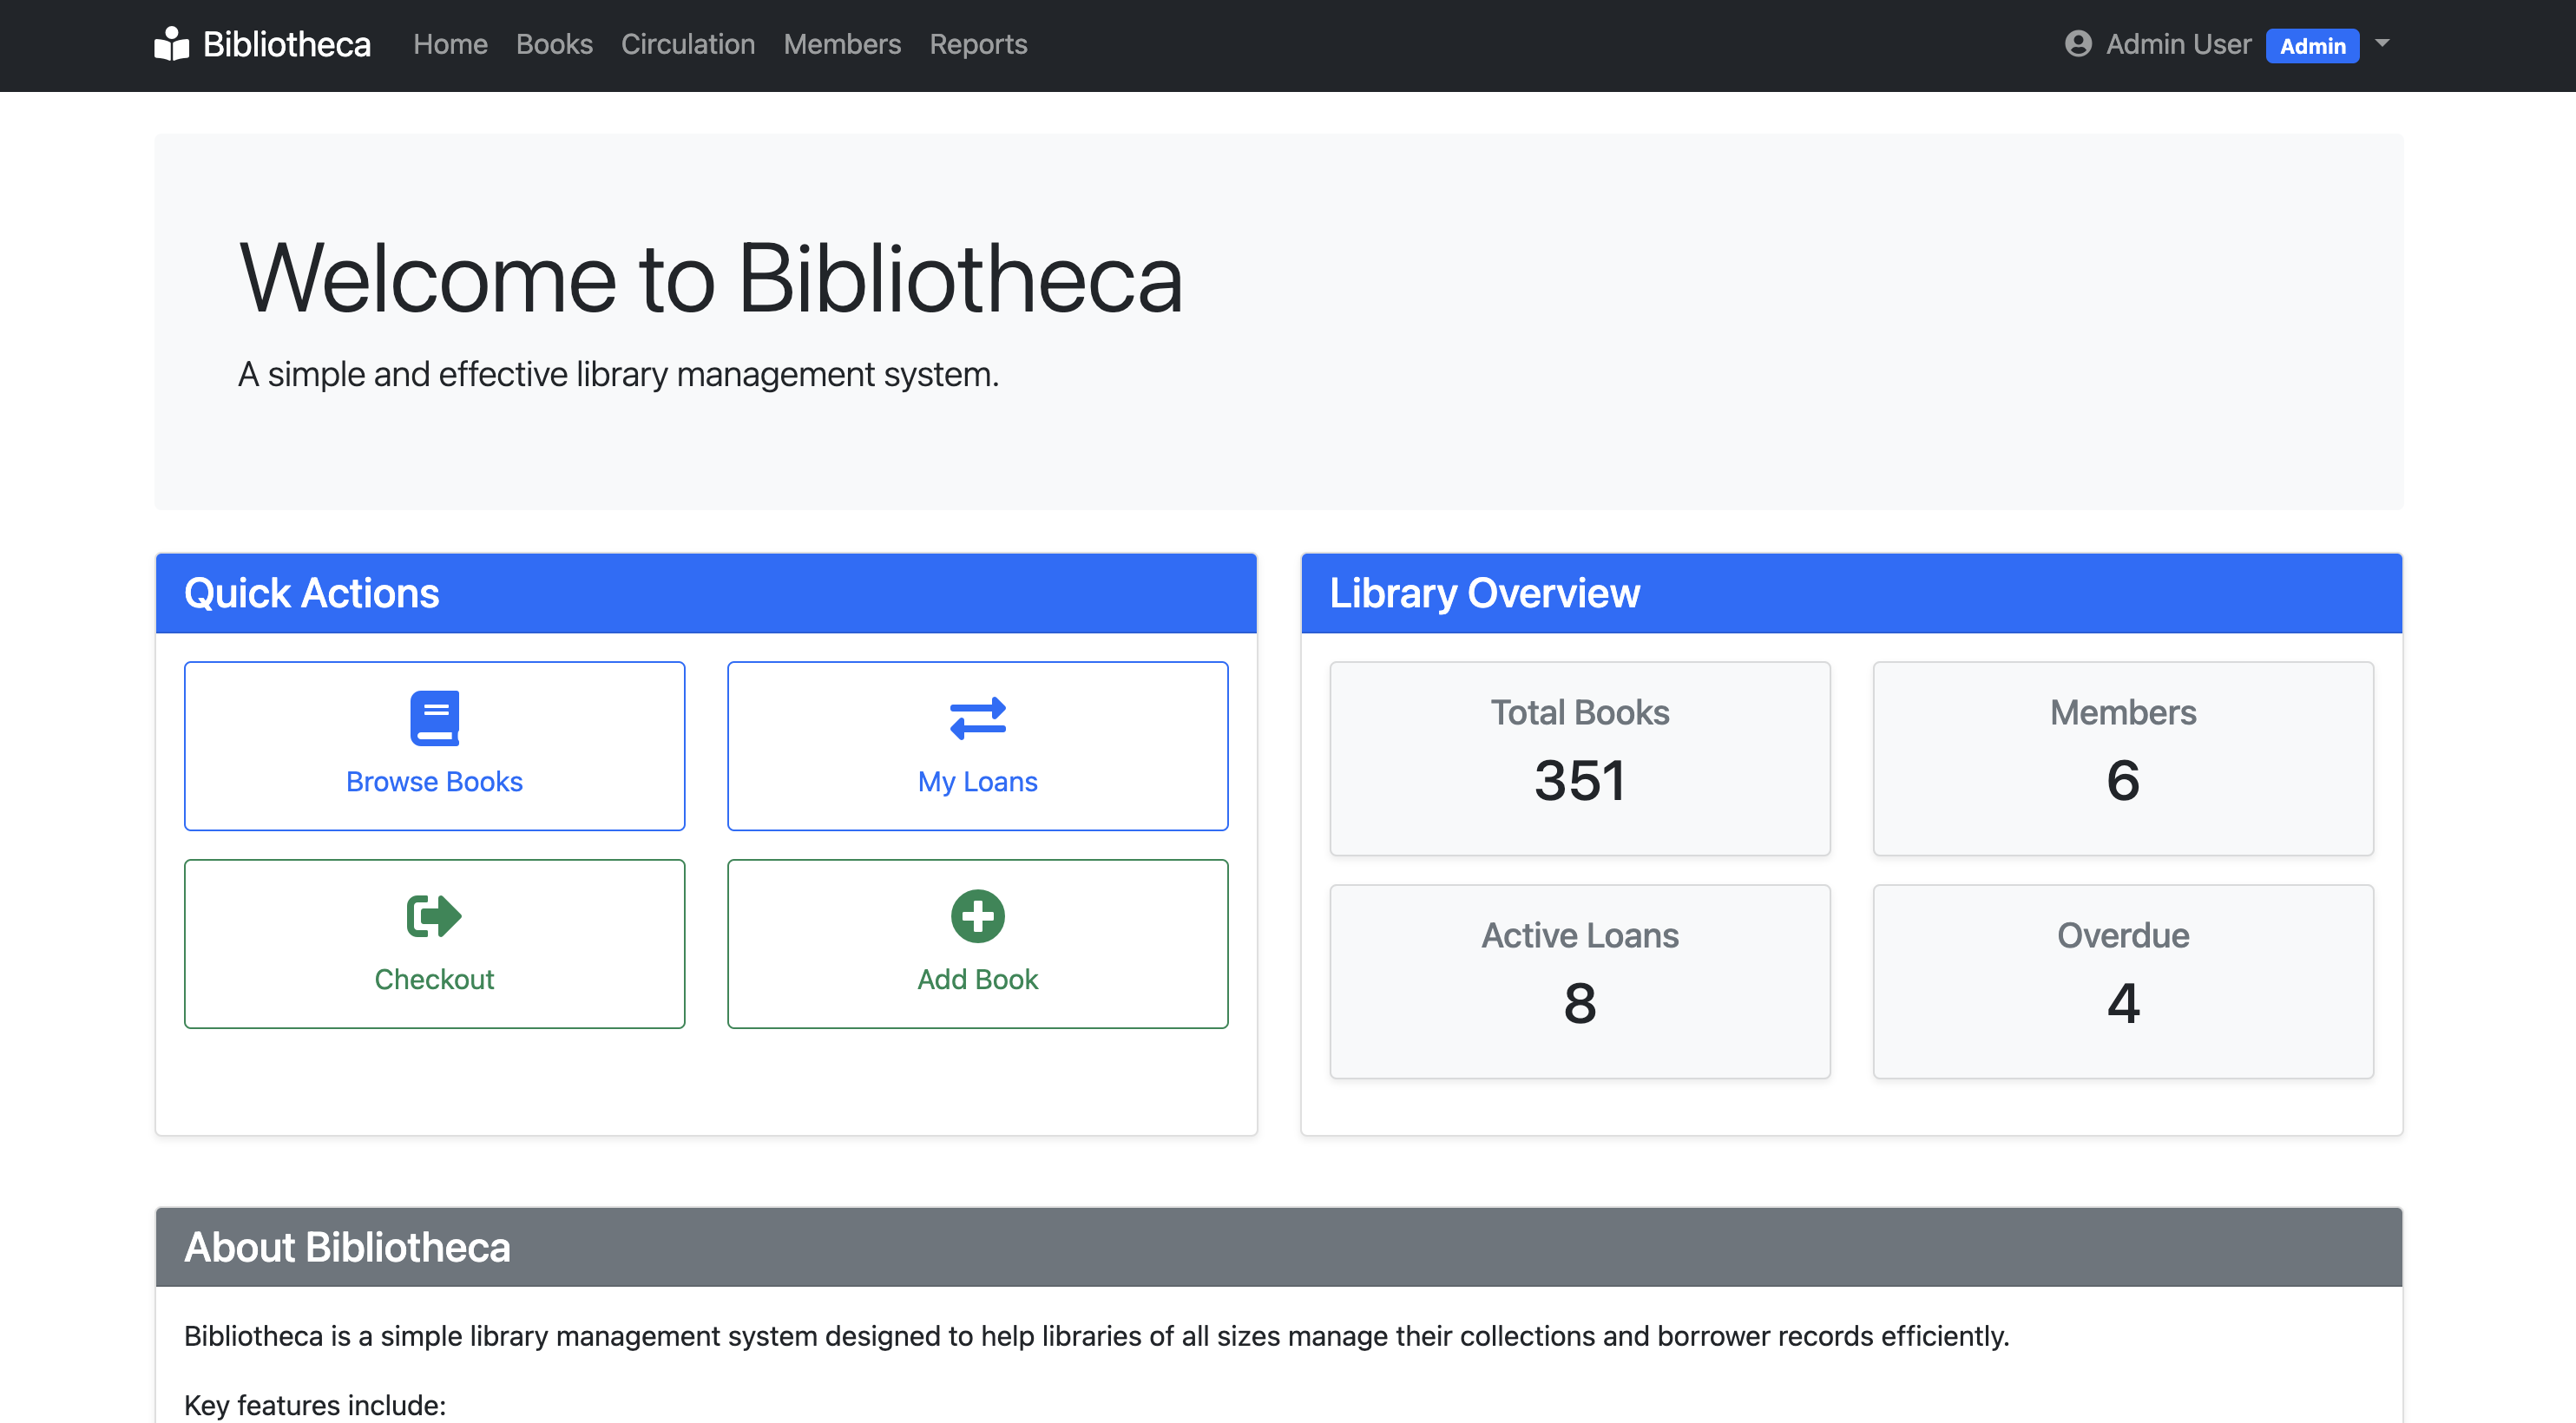 Bibliotheca Home Books Circulation Members Reports Admin User Admin
Welcome to Bibliotheca
A simple and effective library management system.
Quick Actions
Browse Books
My Loans
Checkout
Add Book
Library Overview
Total Books
351
Members
6
Active Loans
8
Overdue
4
About Bibliotheca
Bibliotheca is a simple library management system designed to help libraries of all sizes manage their collections and borrower records efficiently.
Key features include: